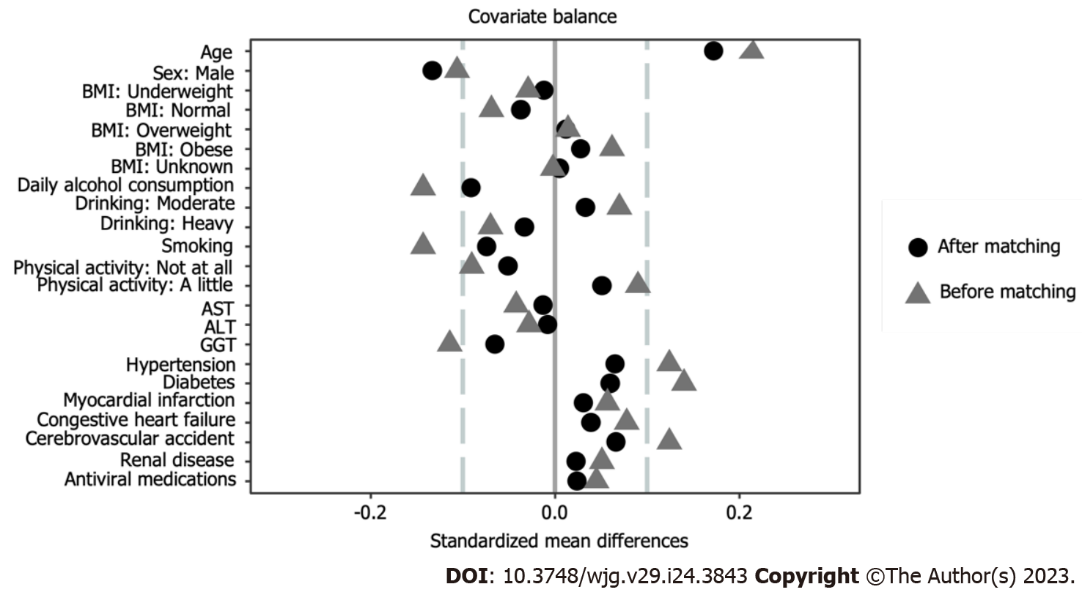 Covariate balance
Age
Sex: Male
BMI: Underweight
BMI: Normal
BMI: Overweight
BMI: Obese
BMI: Unknown
Daily alcohol consumption
Drinking: Moderate
Drinking: Heavy
Smoking
Physical activity: Not at all
Physical activity: A little
AST
ALT
GGT
Hypertension
Diabetes
Myocardial infarction
Congestive heart failure
Cerebrovascular accident
Renal disease
Antiviral medications
-0.2 0.0 0.2
Standardized mean differences
After matching
Before matching
DOI: 10.3748/wjg.v29.i24.3843 Copyright ©The Author(s) 2023.